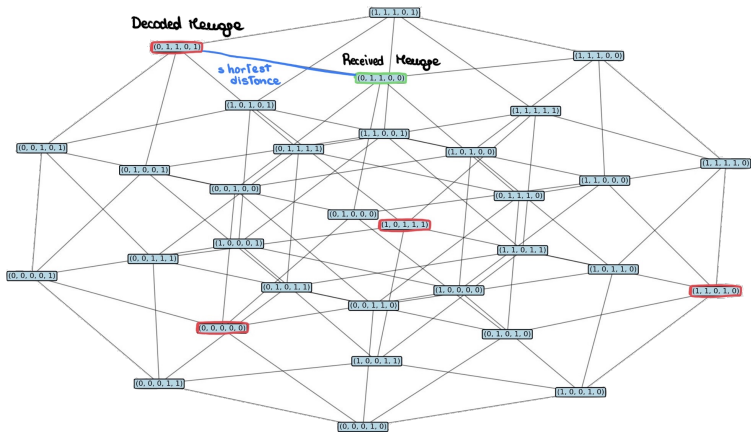 (1, 1, 1, 0, 1)
Decoded Message
(0, 1, 1, 0, 1)
Received Message
(1, 1, 1, 0, 0)
shortest
distance
(0, 1, 1, 0, 0)
(1, 0, 1, 0, 1)
(1, 1, 1, 1, 1)
(1, 1, 0, 0, 1)
(0, 0, 1, 0, 1)
(0, 1, 1, 1, 1)
(1, 0, 1, 0, 0)
(1, 1, 1, 1, 0)
(0, 1, 0, 0, 1)
(1, 1, 0, 0, 0)
(0, 0, 1, 0, 0)
(0, 1, 1, 1, 0)
(0, 1, 0, 0, 0)
(1, 0, 1, 1, 1)
(1, 0, 0, 0, 1)
(1, 1, 0, 1, 1)
(0, 0, 1, 1, 1)
(1, 0, 1, 1, 0)
(0, 0, 0, 0, 1)
(0, 1, 0, 1, 1)
(1, 0, 0, 0, 0)
(1, 1, 0, 1, 0)
(0, 0, 1, 1, 0)
(0, 0, 0, 0, 0)
(0, 1, 0, 1, 0)
(1, 0, 0, 1, 1)
(0, 0, 0, 1, 1)
(1, 0, 0, 1, 0)
(0, 0, 0, 1, 0)